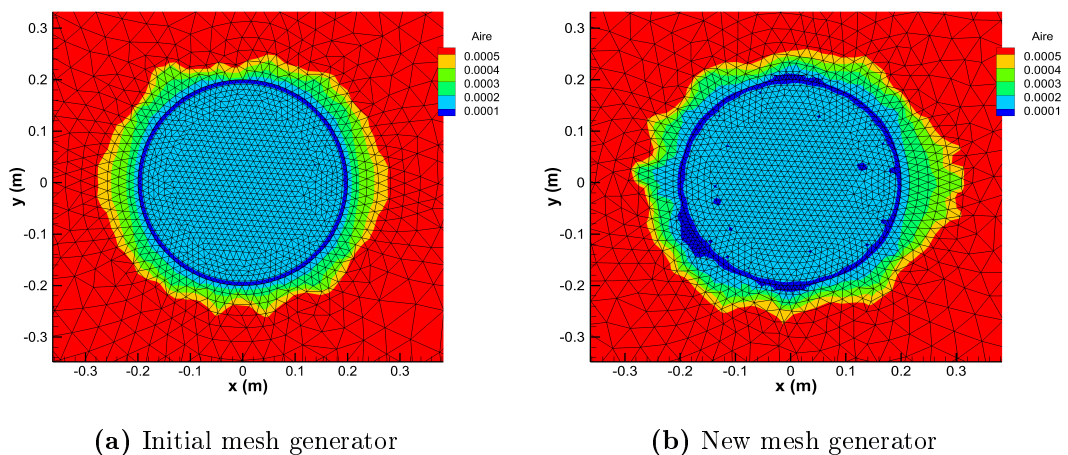 Aire
0.0005
0.0004
0.0003
0.0002
0.0001
0.3
0.2
0.1
0
-0.1
-0.2
-0.3
y (m)
-0.3 -0.2 -0.1 0 0.1 0.2 0.3
x (m)
(a) Initial mesh generator
Aire
0.0005
0.0004
0.0003
0.0002
0.0001
0.3
0.2
0.1
0
-0.1
-0.2
-0.3
y (m)
-0.3 -0.2 -0.1 0 0.1 0.2 0.3
x (m)
(b) New mesh generator